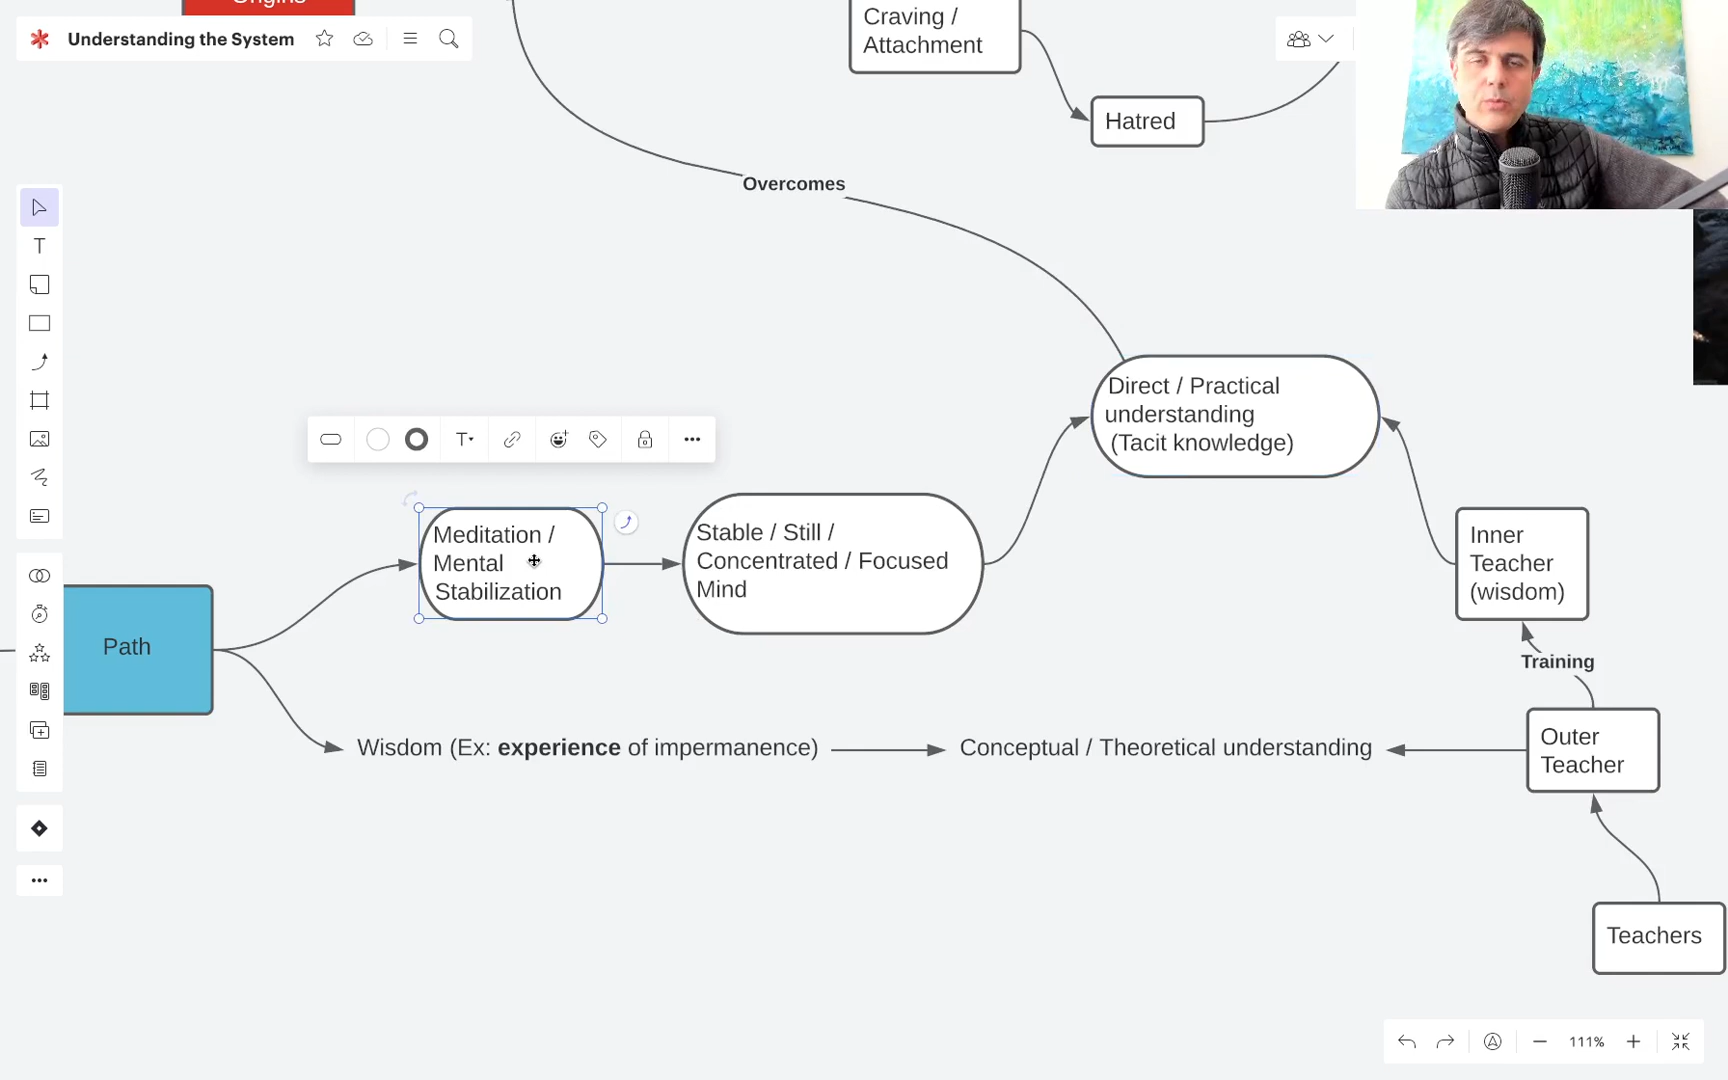 Origins
Understanding the System
Craving /
Attachment
Hatred
Overcomes
Direct / Practical
understanding
(Tacit knowledge)
T
T
Meditation /
Mental
Stabilization
Stable / Still /
Concentrated / Focused
Mind
Inner
Teacher
(wisdom)
Path
Training
Wisdom (Ex: experience of impermanence)
Conceptual / Theoretical understanding
Outer
Teacher
Teachers
111%